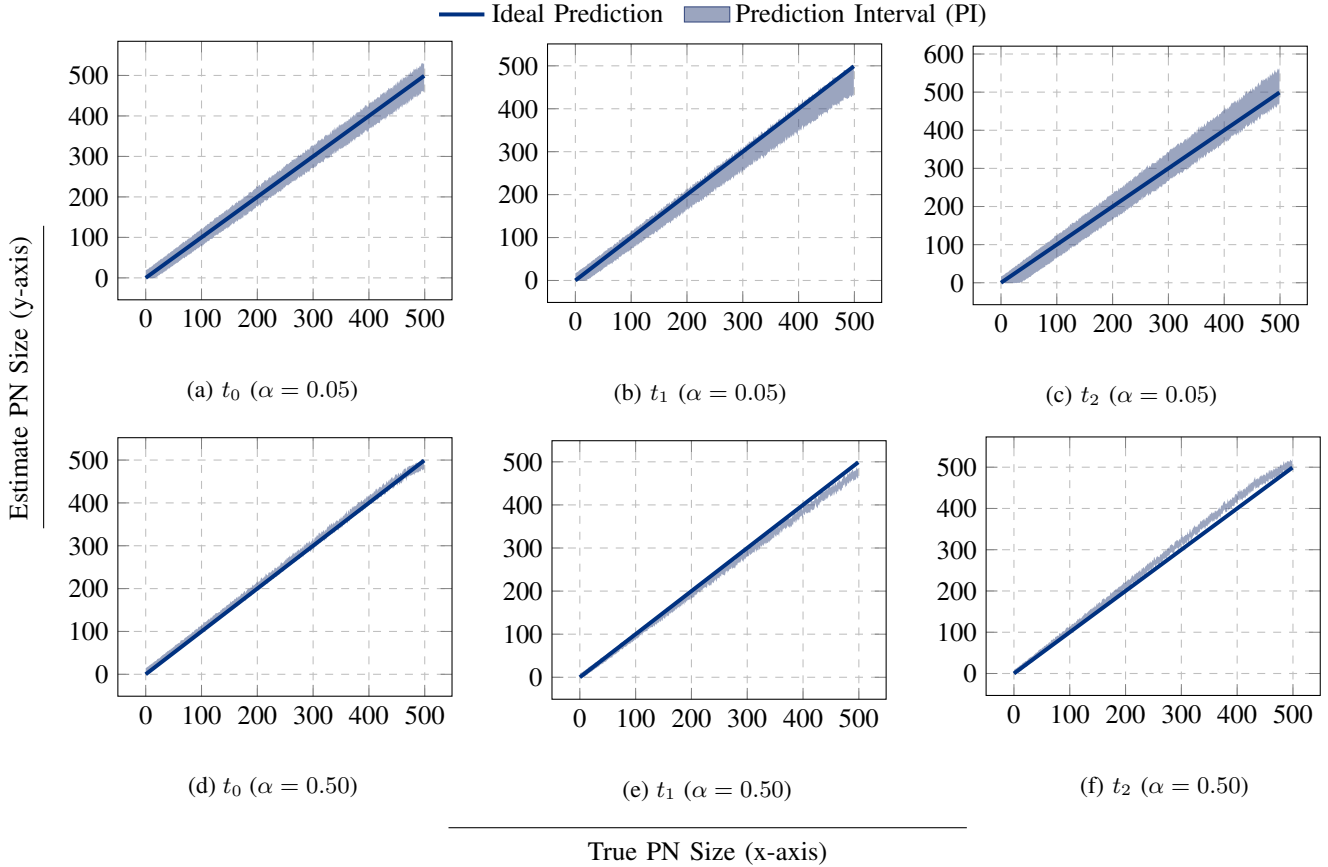 Ideal Prediction Prediction Interval (PI)
Estimate PN Size (y-axis)
500
400
300
200
100
0
0 100 200 300 400 500
(a) t₀ (α = 0.05)
500
400
300
200
100
0
0 100 200 300 400 500
(b) t₁ (α = 0.05)
600
500
400
300
200
100
0
0 100 200 300 400 500
(c) t₂ (α = 0.05)
500
400
300
200
100
0
0 100 200 300 400 500
(d) t₀ (α = 0.50)
500
400
300
200
100
0
0 100 200 300 400 500
(e) t₁ (α = 0.50)
500
400
300
200
100
0
0 100 200 300 400 500
(f) t₂ (α = 0.50)
True PN Size (x-axis)